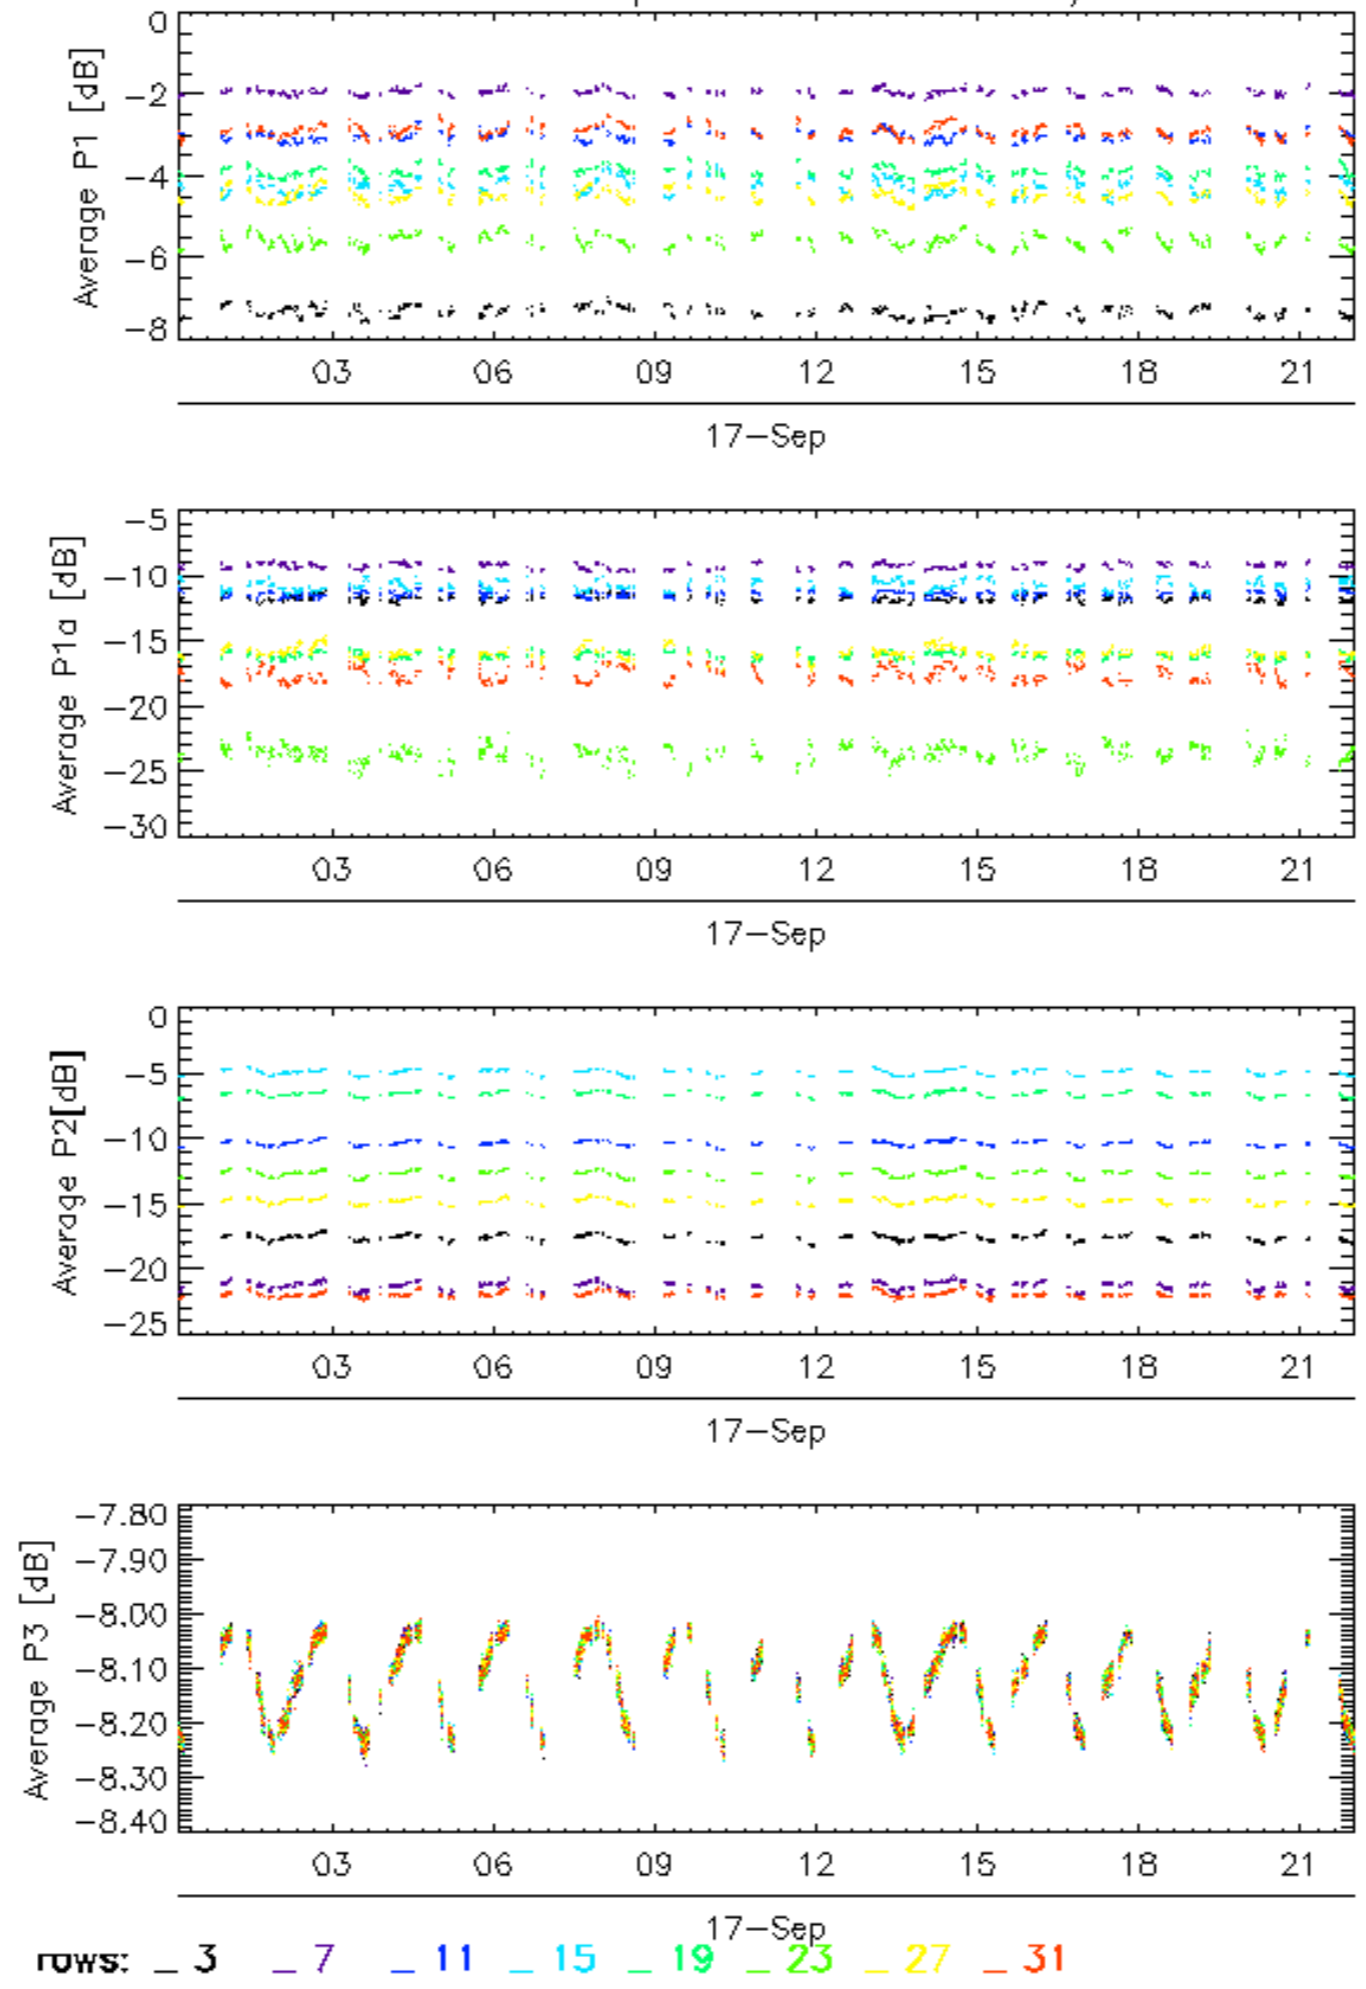 0
Average P1 [dB]
−2
−4
−6
−8
03 06 09 12 15 18 21
17−Sep
−5
Average P1a [dB]
−10
−15
−20
−25
−30
03 06 09 12 15 18 21
17−Sep
0
Average P2[dB]
−5
−10
−15
−20
−25
03 06 09 12 15 18 21
17−Sep
−7.80
Average P3 [dB]
−7.90
−8.00
−8.10
−8.20
−8.30
−8.40
03 06 09 12 15 18 21
17−Sep
rows: _ 3 _ 7 _ 11 _ 15 _ 19 _ 23 _ 27 _ 31